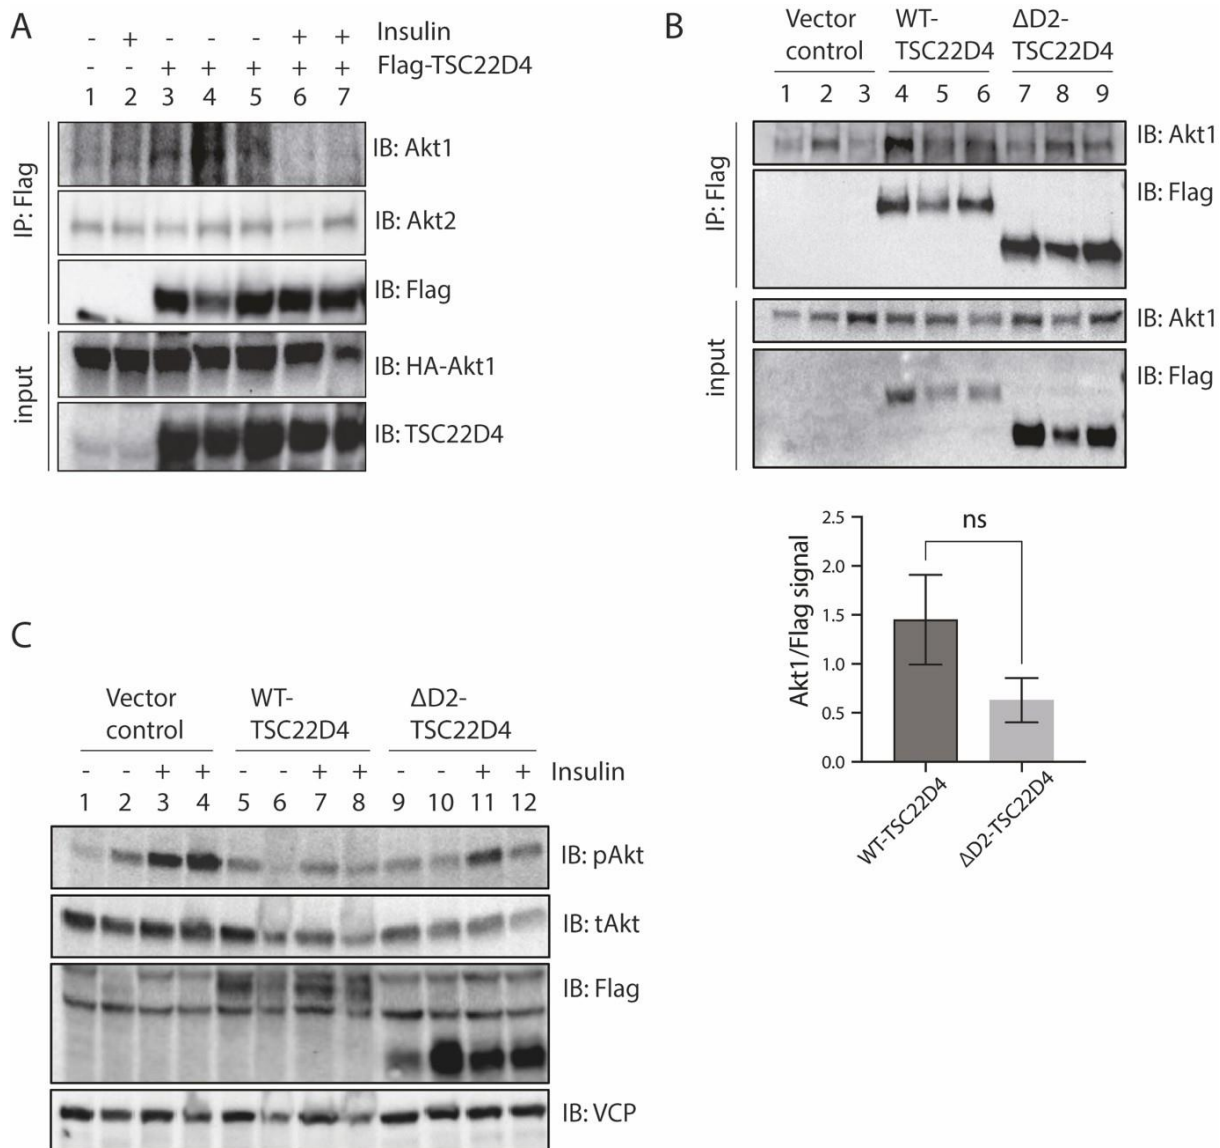 A
- + - - - + + Insulin
- - + + + + + Flag-TSC22D4
1 2 3 4 5 6 7
IP: Flag
IB: Akt1
IB: Akt2
IB: Flag
input
IB: HA-Akt1
IB: TSC22D4
B
Vector control
WT-TSC22D4
ΔD2-TSC22D4
1 2 3 4 5 6 7 8 9
IP: Flag
IB: Akt1
IB: Flag
input
IB: Akt1
IB: Flag
2.5
2.0
1.5
1.0
0.5
0.0
Akt1/Flag signal
ns
WT-TSC22D4
ΔD2-TSC22D4
C
Vector control
WT-TSC22D4
ΔD2-TSC22D4
- - + + - - + + - - + + Insulin
1 2 3 4 5 6 7 8 9 10 11 12
IB: pAkt
IB: tAkt
IB: Flag
IB: VCP